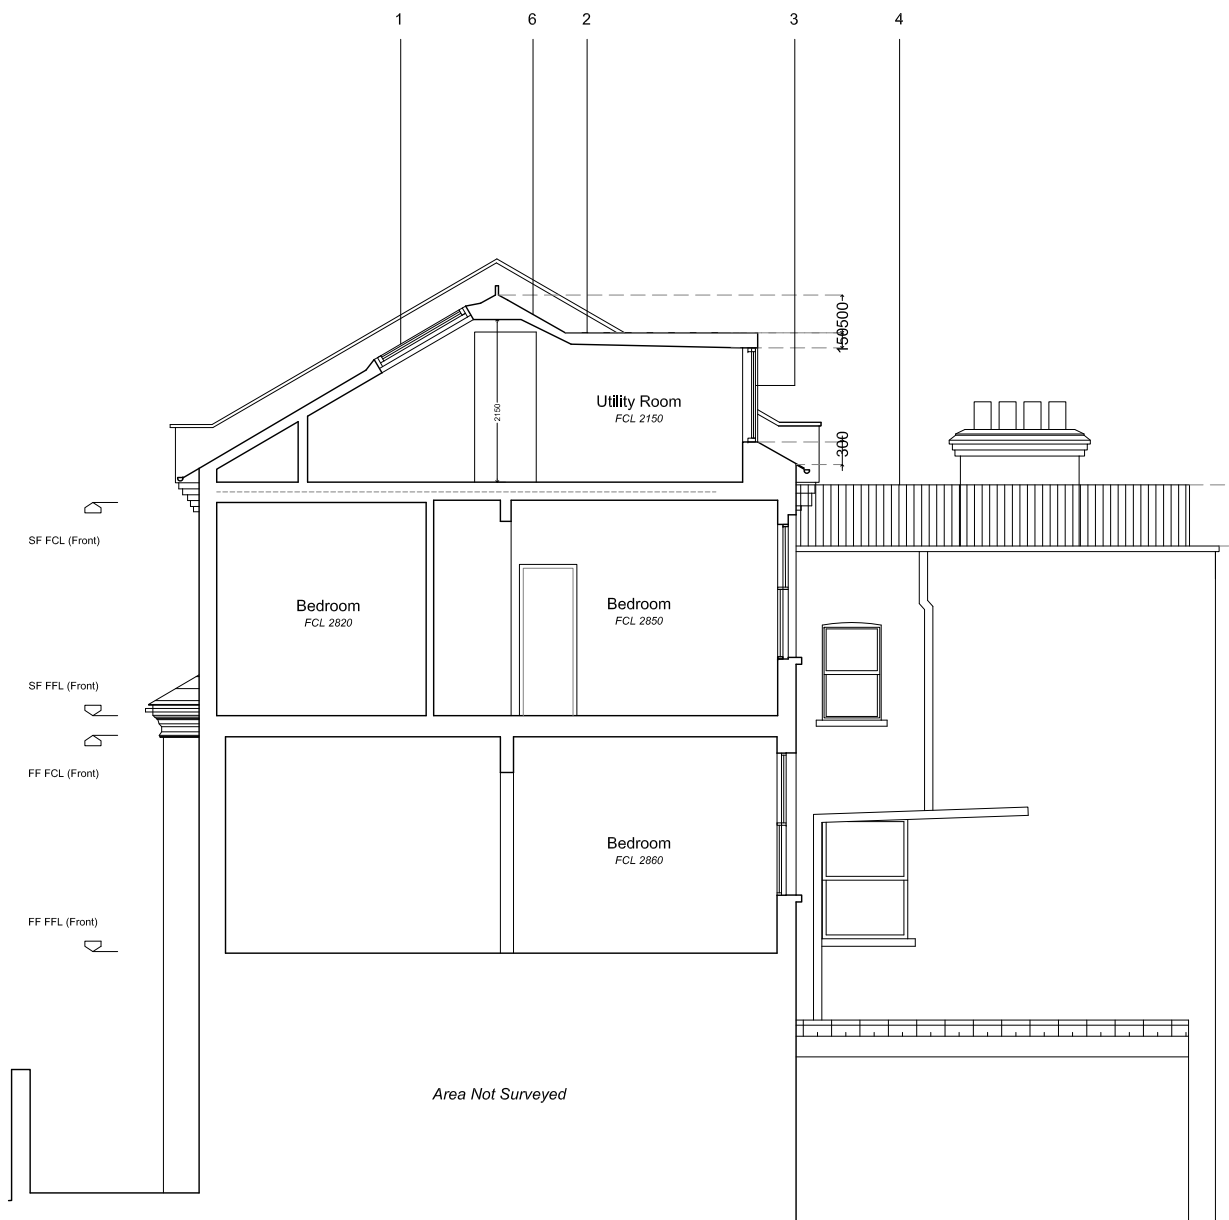 1 6 2 3 4
500
150
Utility Room
FCL 2150
2150
300
SF FCL (Front)
Bedroom
FCL 2820
Bedroom
FCL 2850
SF FFL (Front)
FF FCL (Front)
Bedroom
FCL 2860
FF FFL (Front)
Area Not Surveyed